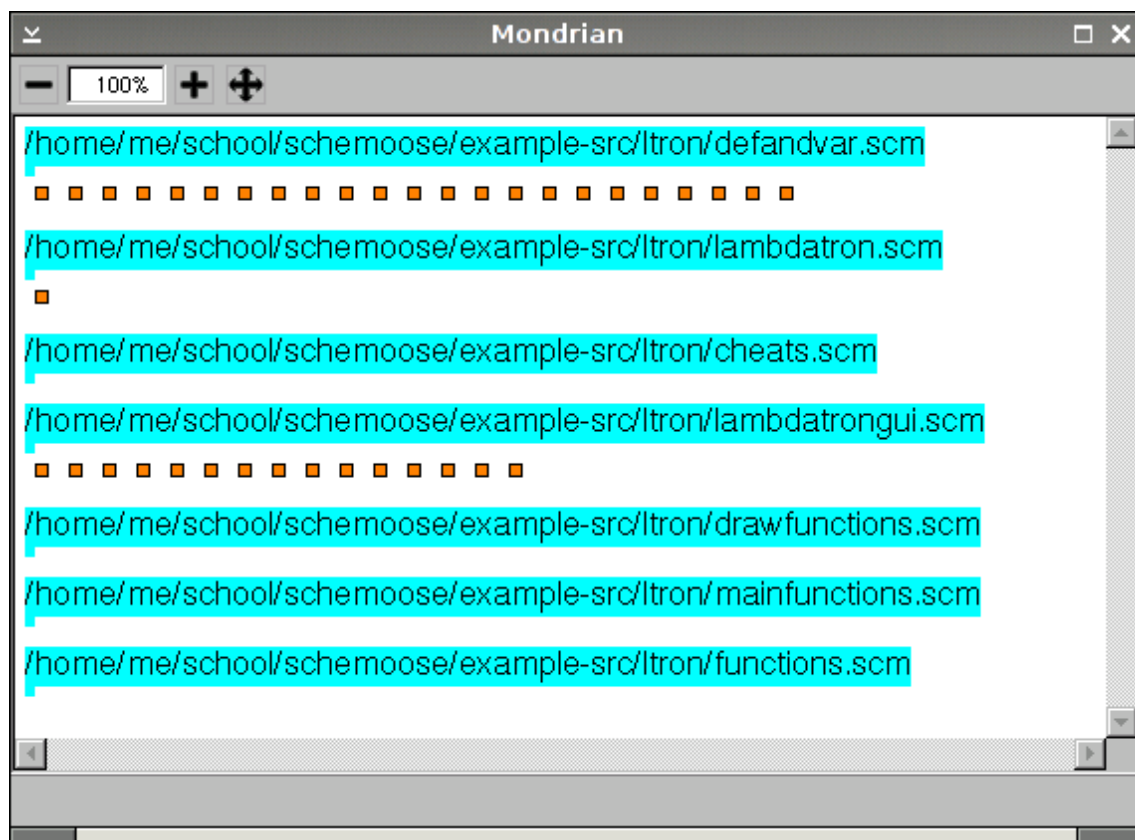 Mondrian
100%
/home/me/school/schemoose/example-src/ltron/defandvar.scm
/home/me/school/schemoose/example-src/ltron/lambdatron.scm
/home/me/school/schemoose/example-src/ltron/cheats.scm
/home/me/school/schemoose/example-src/ltron/lambdatrongui.scm
/home/me/school/schemoose/example-src/ltron/drawfunctions.scm
/home/me/school/schemoose/example-src/ltron/mainfunctions.scm
/home/me/school/schemoose/example-src/ltron/functions.scm